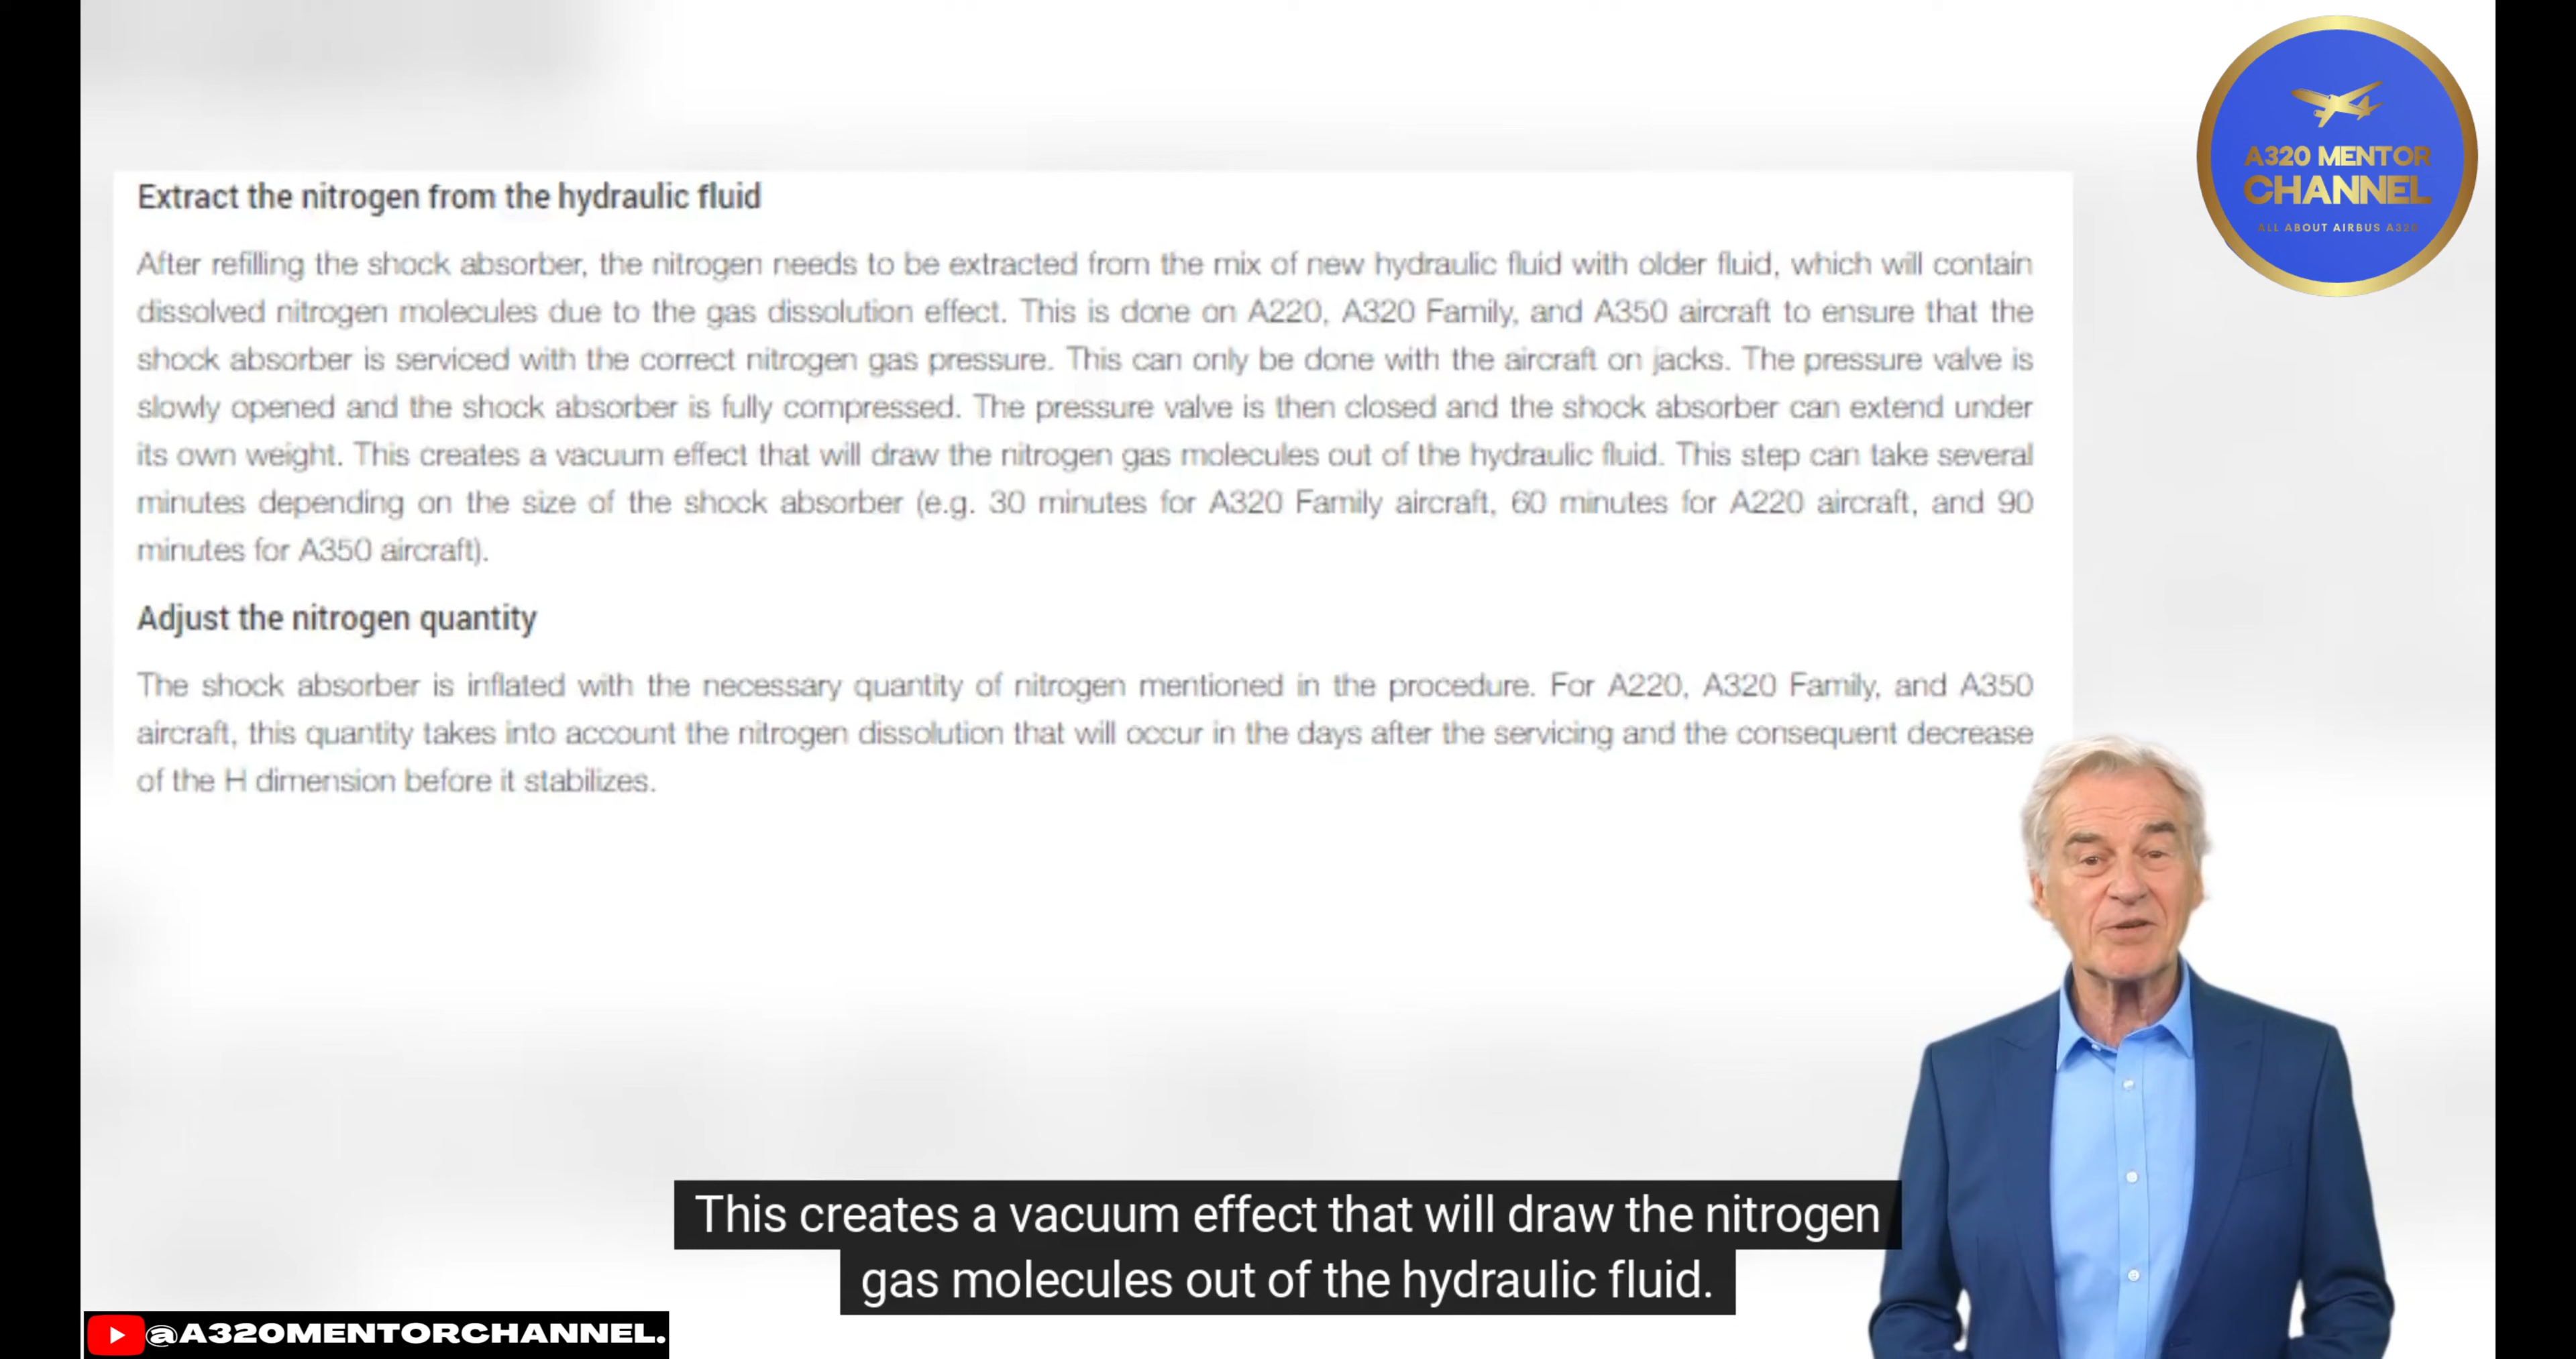 A320 MENTOR
CHANNEL
ALL ABOUT AIRBUS A320
Extract the nitrogen from the hydraulic fluid
After refilling the shock absorber, the nitrogen needs to be extracted from the mix of new hydraulic fluid with older fluid, which will contain
dissolved nitrogen molecules due to the gas dissolution effect. This is done on A220, A320 Family, and A350 aircraft to ensure that the
shock absorber is serviced with the correct nitrogen gas pressure. This can only be done with the aircraft on jacks. The pressure valve is
slowly opened and the shock absorber is fully compressed. The pressure valve is then closed and the shock absorber can extend under
its own weight. This creates a vacuum effect that will draw the nitrogen gas molecules out of the hydraulic fluid. This step can take several
minutes depending on the size of the shock absorber (e.g. 30 minutes for A320 Family aircraft, 60 minutes for A220 aircraft, and 90
minutes for A350 aircraft).
Adjust the nitrogen quantity
The shock absorber is inflated with the necessary quantity of nitrogen mentioned in the procedure. For A220, A320 Family, and A350
aircraft, this quantity takes into account the nitrogen dissolution that will occur in the days after the servicing and the consequent decrease
of the H dimension before it stabilizes.
This creates a vacuum effect that will draw the nitrogen
gas molecules out of the hydraulic fluid.
@A320MENTORCHANNEL.